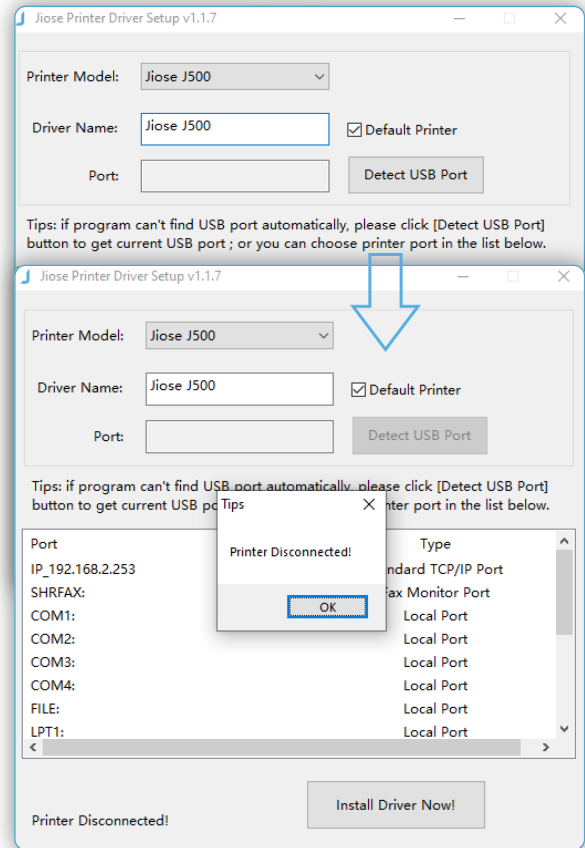 Jiose Printer Driver Setup v1.1.7
Printer Model: Jiose J500
Driver Name: Jiose J500 Default Printer
Port: Detect USB Port
Tips: if program can't find USB port automatically, please click [Detect USB Port]
button to get current USB port ; or you can choose printer port in the list below.
Jiose Printer Driver Setup v1.1.7
Printer Model: Jiose J500
Driver Name: Jiose J500 Default Printer
Port: Detect USB Port
Tips: if program can't find USB port automatically, please click [Detect USB Port]
button to get current USB port in the list below.
Tips
Printer Disconnected!
OK
Port Type
IP_192.168.2.253 TCP/IP Port
SHRFAX: Monitor Port
COM1: Local Port
COM2: Local Port
COM3: Local Port
COM4: Local Port
FILE: Local Port
LPT1: Local Port
Printer Disconnected! Install Driver Now!